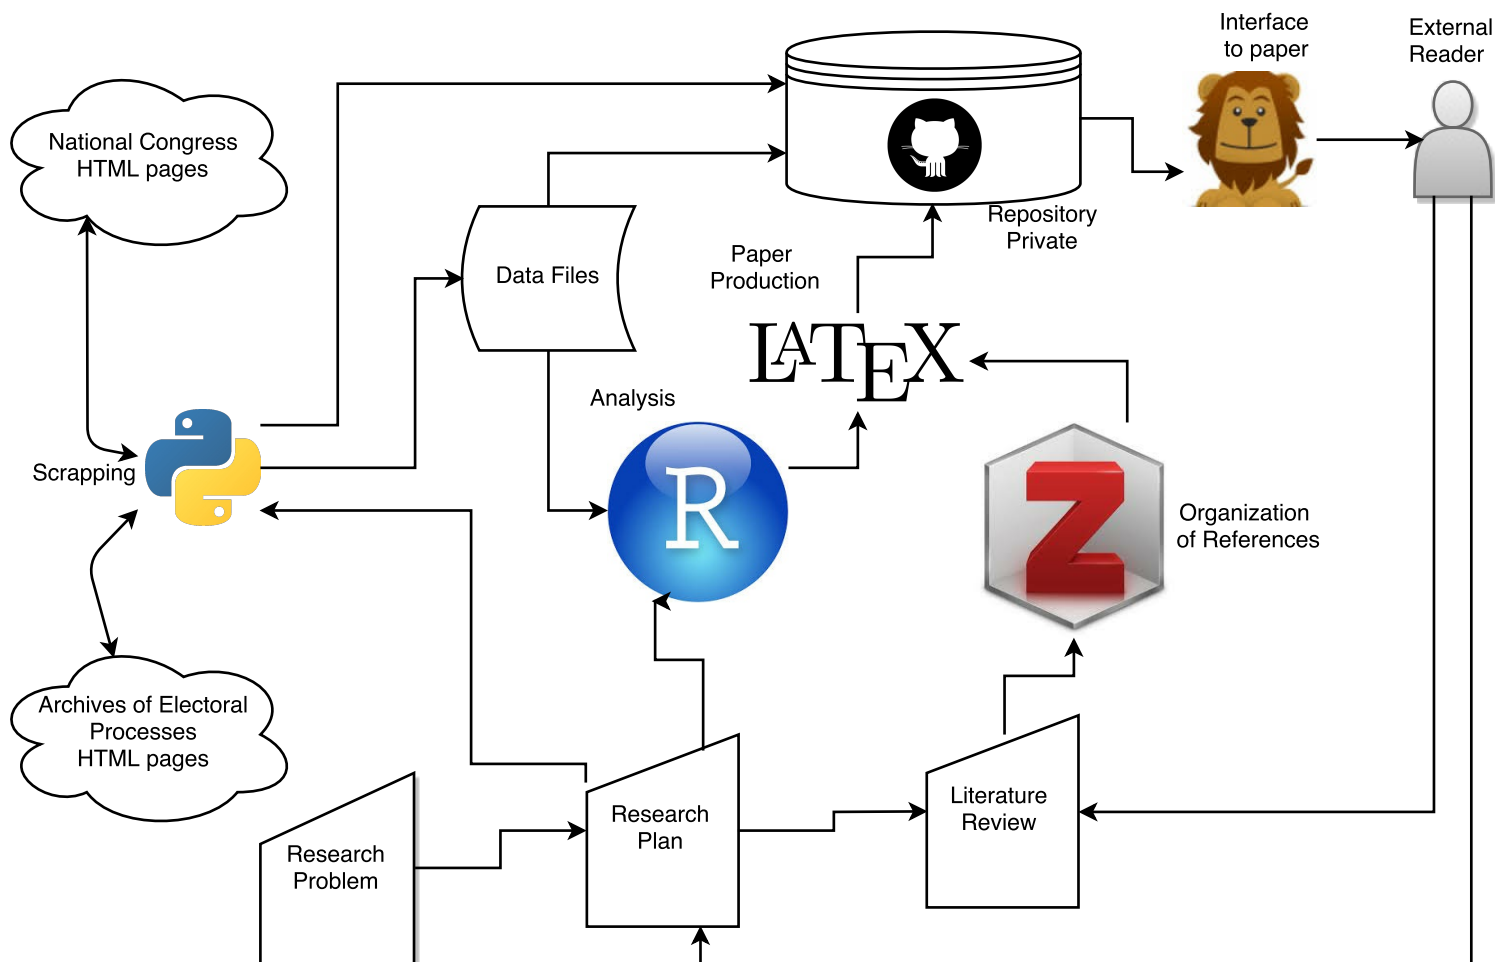 Interface
to paper
External
Reader
National Congress
HTML pages
Repository
Private
Paper
Production
Data Files
LATEX
Analysis
R
Scrapping
Z
Organization
of References
Archives of Electoral
Processes
HTML pages
Research
Plan
Literature
Review
Research
Problem